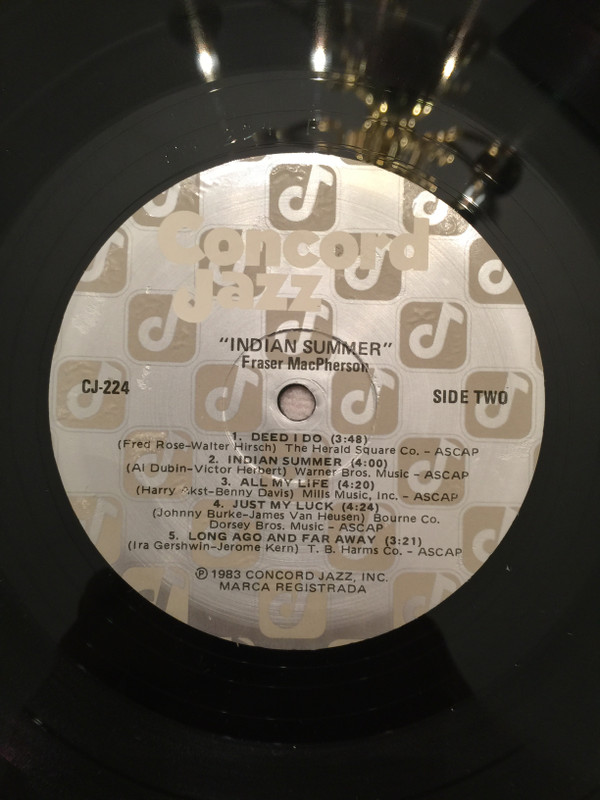 Concord
Jazz
"INDIAN SUMMER"
Fraser MacPherson
CJ-224
SIDE TWO
1. DEED I DO (3:48)
(Fred Rose-Walter Hirsch) The Herald Square Co. – ASCAP
2. INDIAN SUMMER (4:00)
(Al Dubin-Victor Herbert) Warner Bros. Music – ASCAP
3. ALL MY LIFE (4:20)
(Harry Akst-Benny Davis) Mills Music, Inc. – ASCAP
4. JUST MY LUCK (4:24)
(Johnny Burke-James Van Heusen) Bourne Co.
Dorsey Bros. Music – ASCAP
5. LONG AGO AND FAR AWAY (3:21)
(Ira Gershwin-Jerome Kern) T. B. Harms Co. – ASCAP
℗ 1983 CONCORD JAZZ, INC.
MARCA REGISTRADA